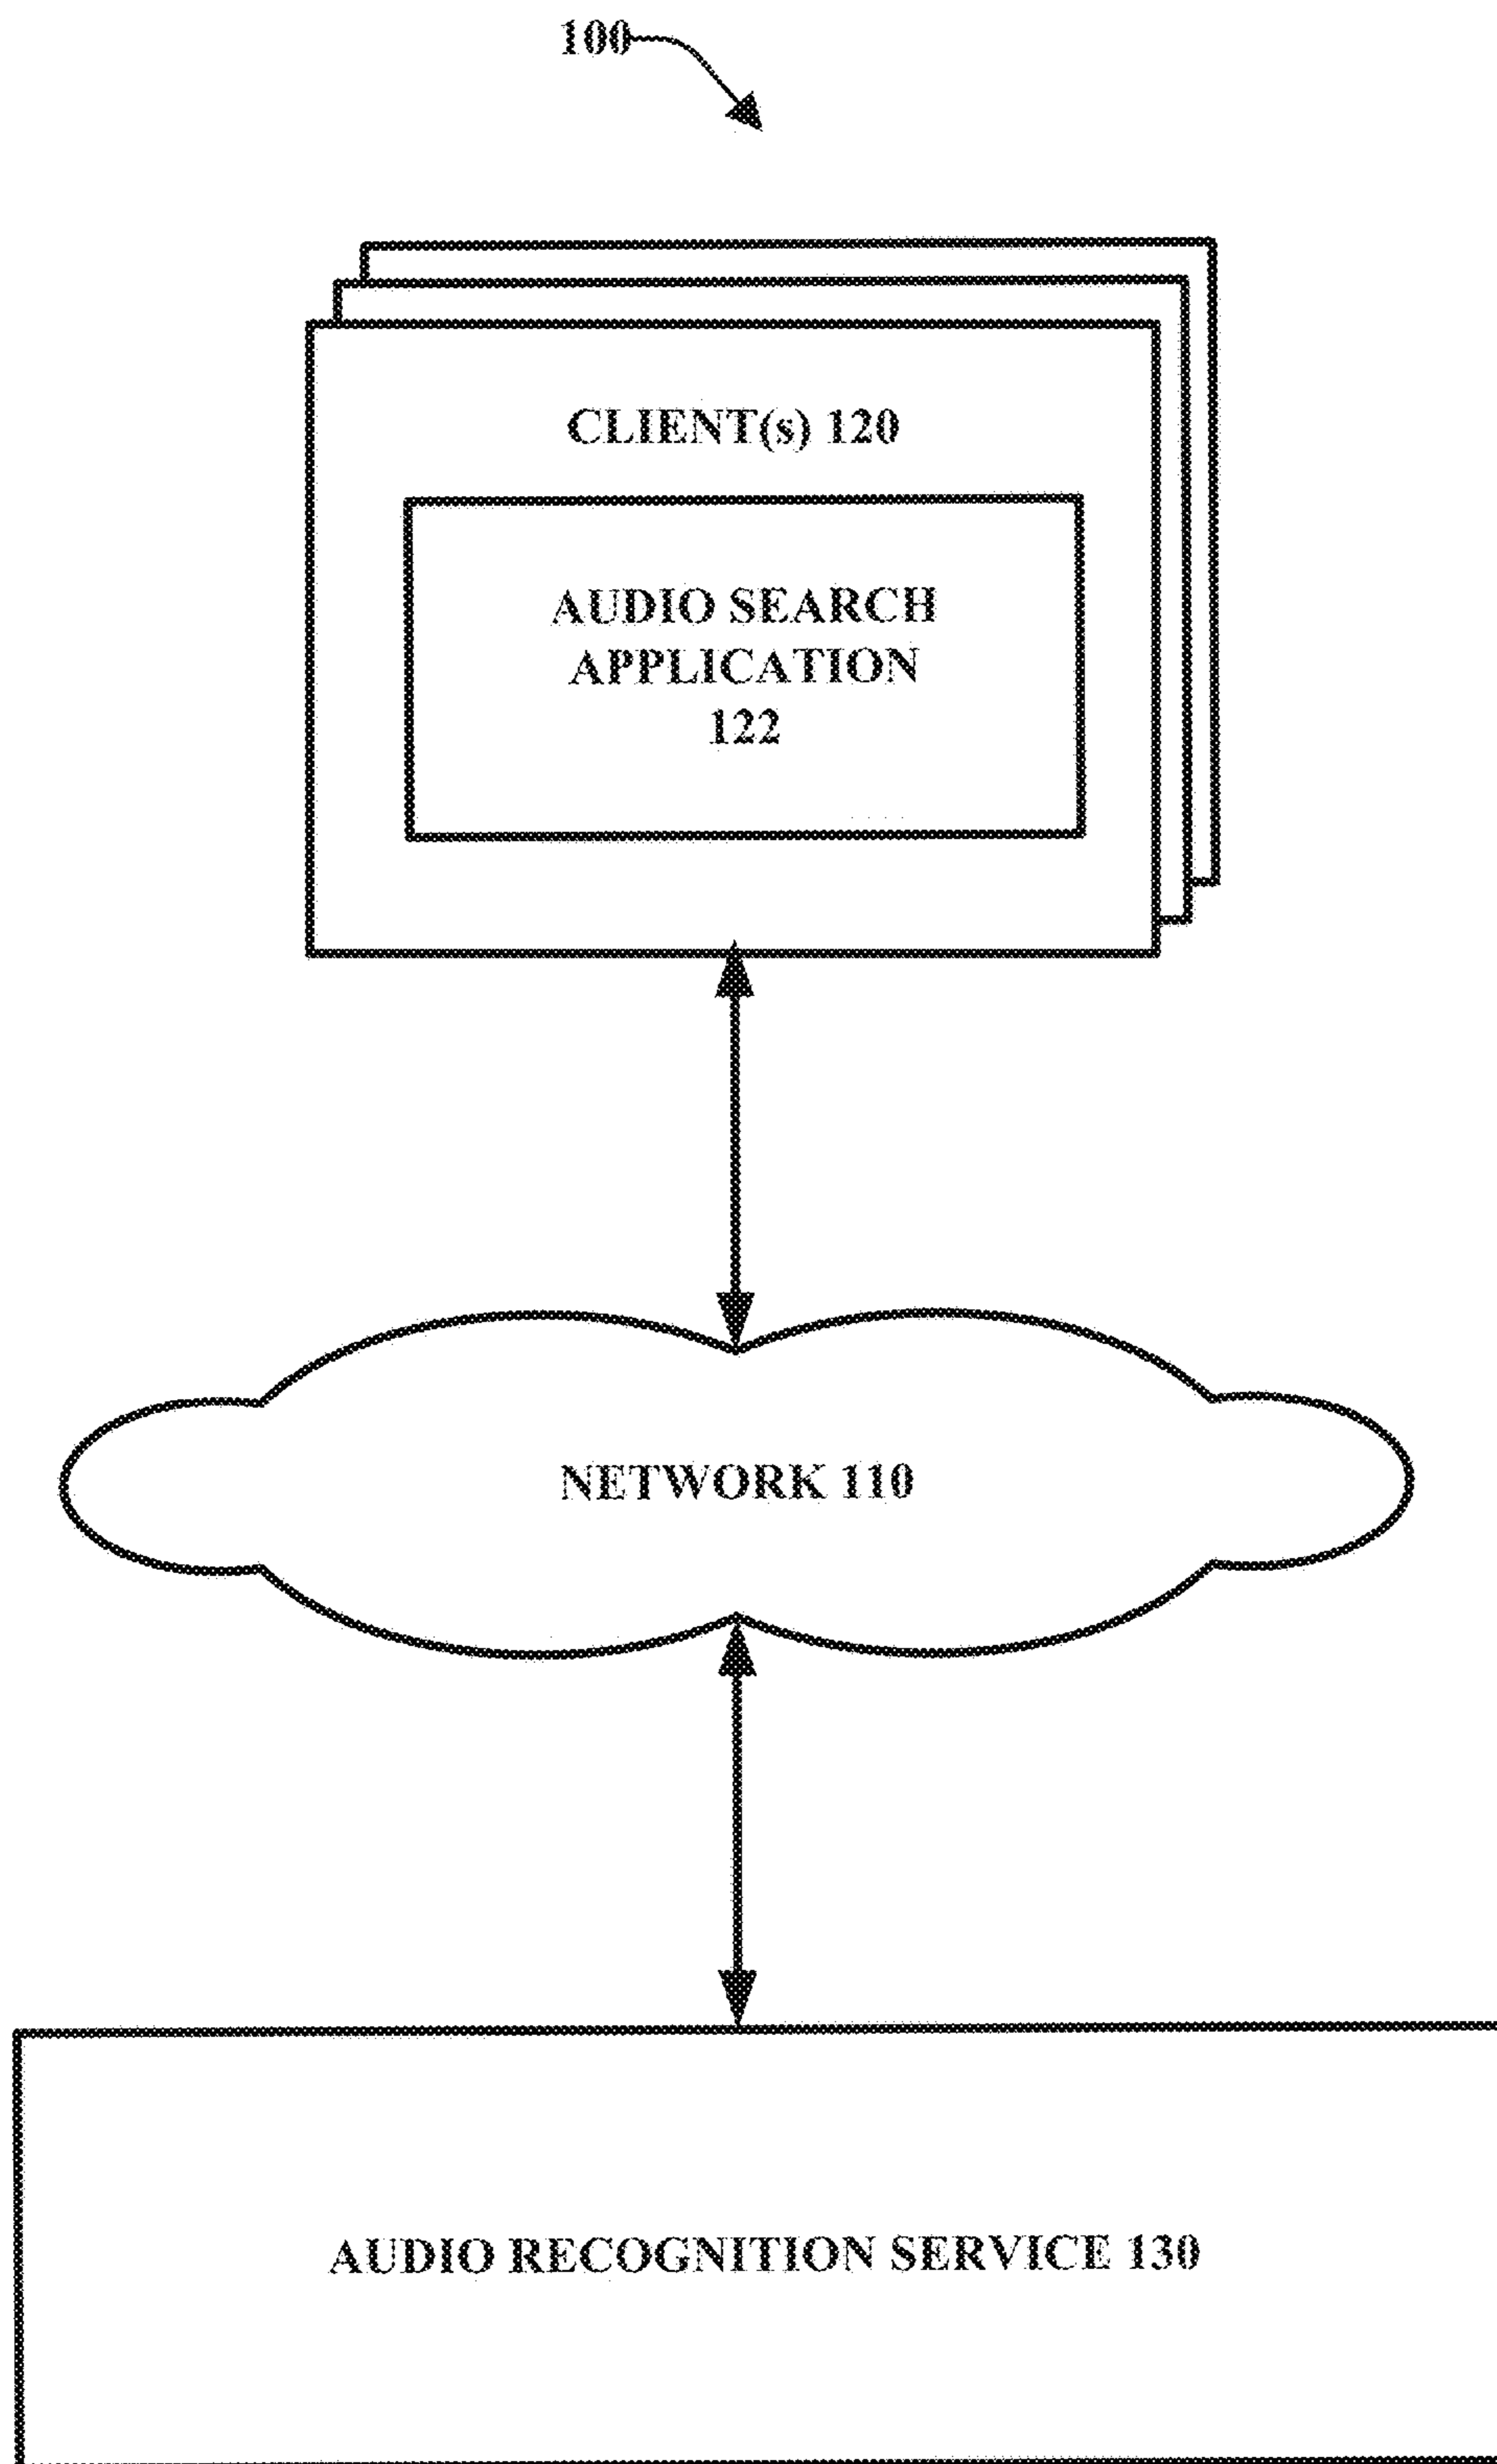 100
CLIENT(s) 120
AUDIO SEARCH
APPLICATION
122
NETWORK 110
AUDIO RECOGNITION SERVICE 130